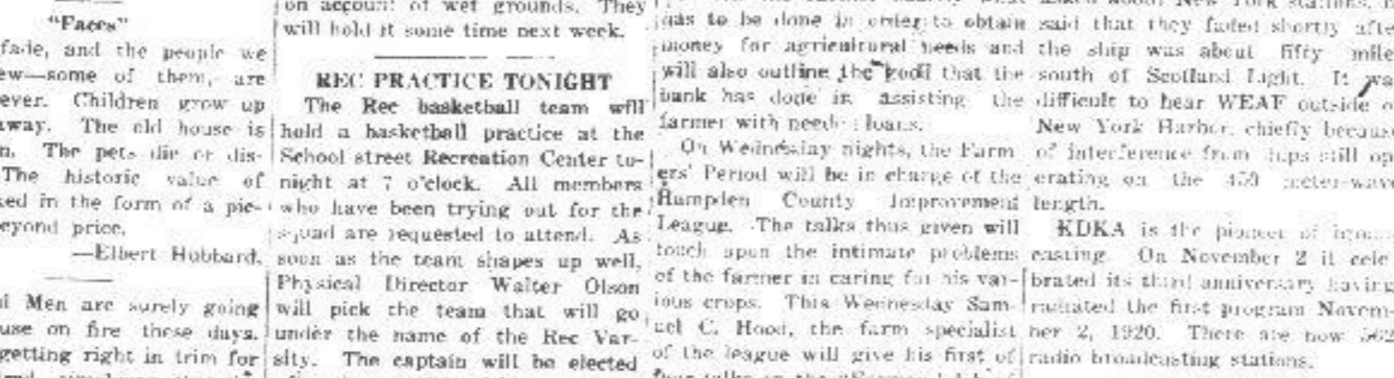 "Faces"
fade, and the people we
ew—some of them, are
ever. Children grow up
away. The old house is
n. The pets die or dis-
The historic value of
ked in the form of a pic-
eyond price.
—Elbert Hubbard.
Men are surely going
use on fire these days.
getting right in trim for
on account of wet grounds. They
will hold it some time next week.
REC PRACTICE TONIGHT
The Rec basketball team will
hold a basketball practice at the
School street Recreation Center to-
night at 7 o'clock. All members
who have been trying out for the
squad are requested to attend. As
soon as the team shapes up well,
Physical Director Walter Olson
will pick the team that will go
under the name of the Rec Var-
sity. The captain will be elected
has to be done in order to obtain
money for agricultural needs and
will also outline the good that the
bank has done in assisting the
farmer with loans.
On Wednesday nights, the Farm-
ers' Period will be in charge of the
Hampden County Improvement
League. The talks thus given will
touch upon the intimate problems
of the farmer in caring for his var-
ious crops. This Wednesday Sam-
uel C. Hood, the farm specialist
of the league will give his first of
said that they faded shortly afte
the ship was about fifty mile
south of Scotland Light. It was
difficult to hear WEAF outside o
New York Harbor, chiefly because
of interference from ships still op
erating on the 450 meter-wave
length.
KDKA is the pioneer of
casting. On November 2 it cele
brated its third anniversary having
radiated the first program Novem
ber 2, 1920. There are now 562
radio broadcasting stations.